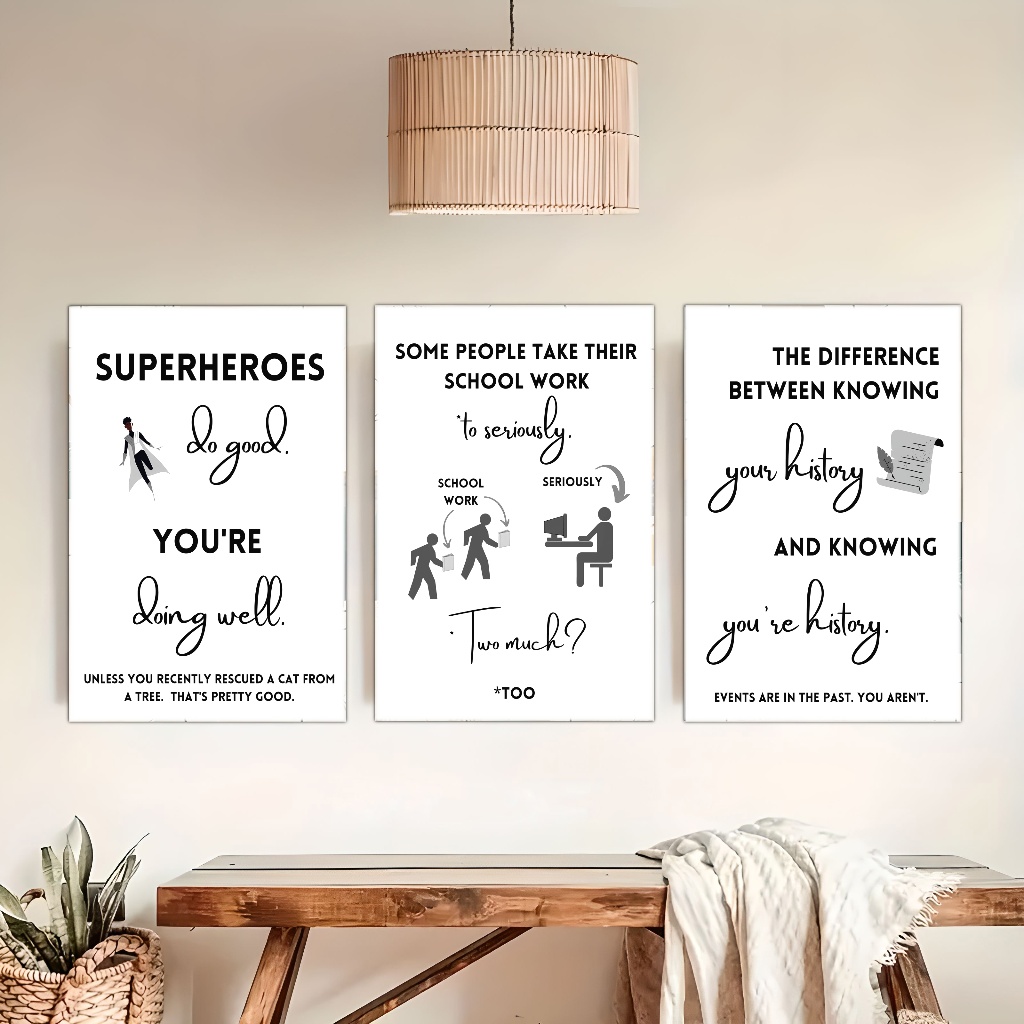 SUPERHEROES
do good.
YOU'RE
doing well.
UNLESS YOU RECENTLY RESCUED A CAT FROM
A TREE. THAT'S PRETTY GOOD.
SOME PEOPLE TAKE THEIR
SCHOOL WORK
*to seriously.
SCHOOL
WORK
SERIOUSLY
*Two much?
*TOO
THE DIFFERENCE
BETWEEN KNOWING
your history
AND KNOWING
you're history.
EVENTS ARE IN THE PAST. YOU AREN'T.